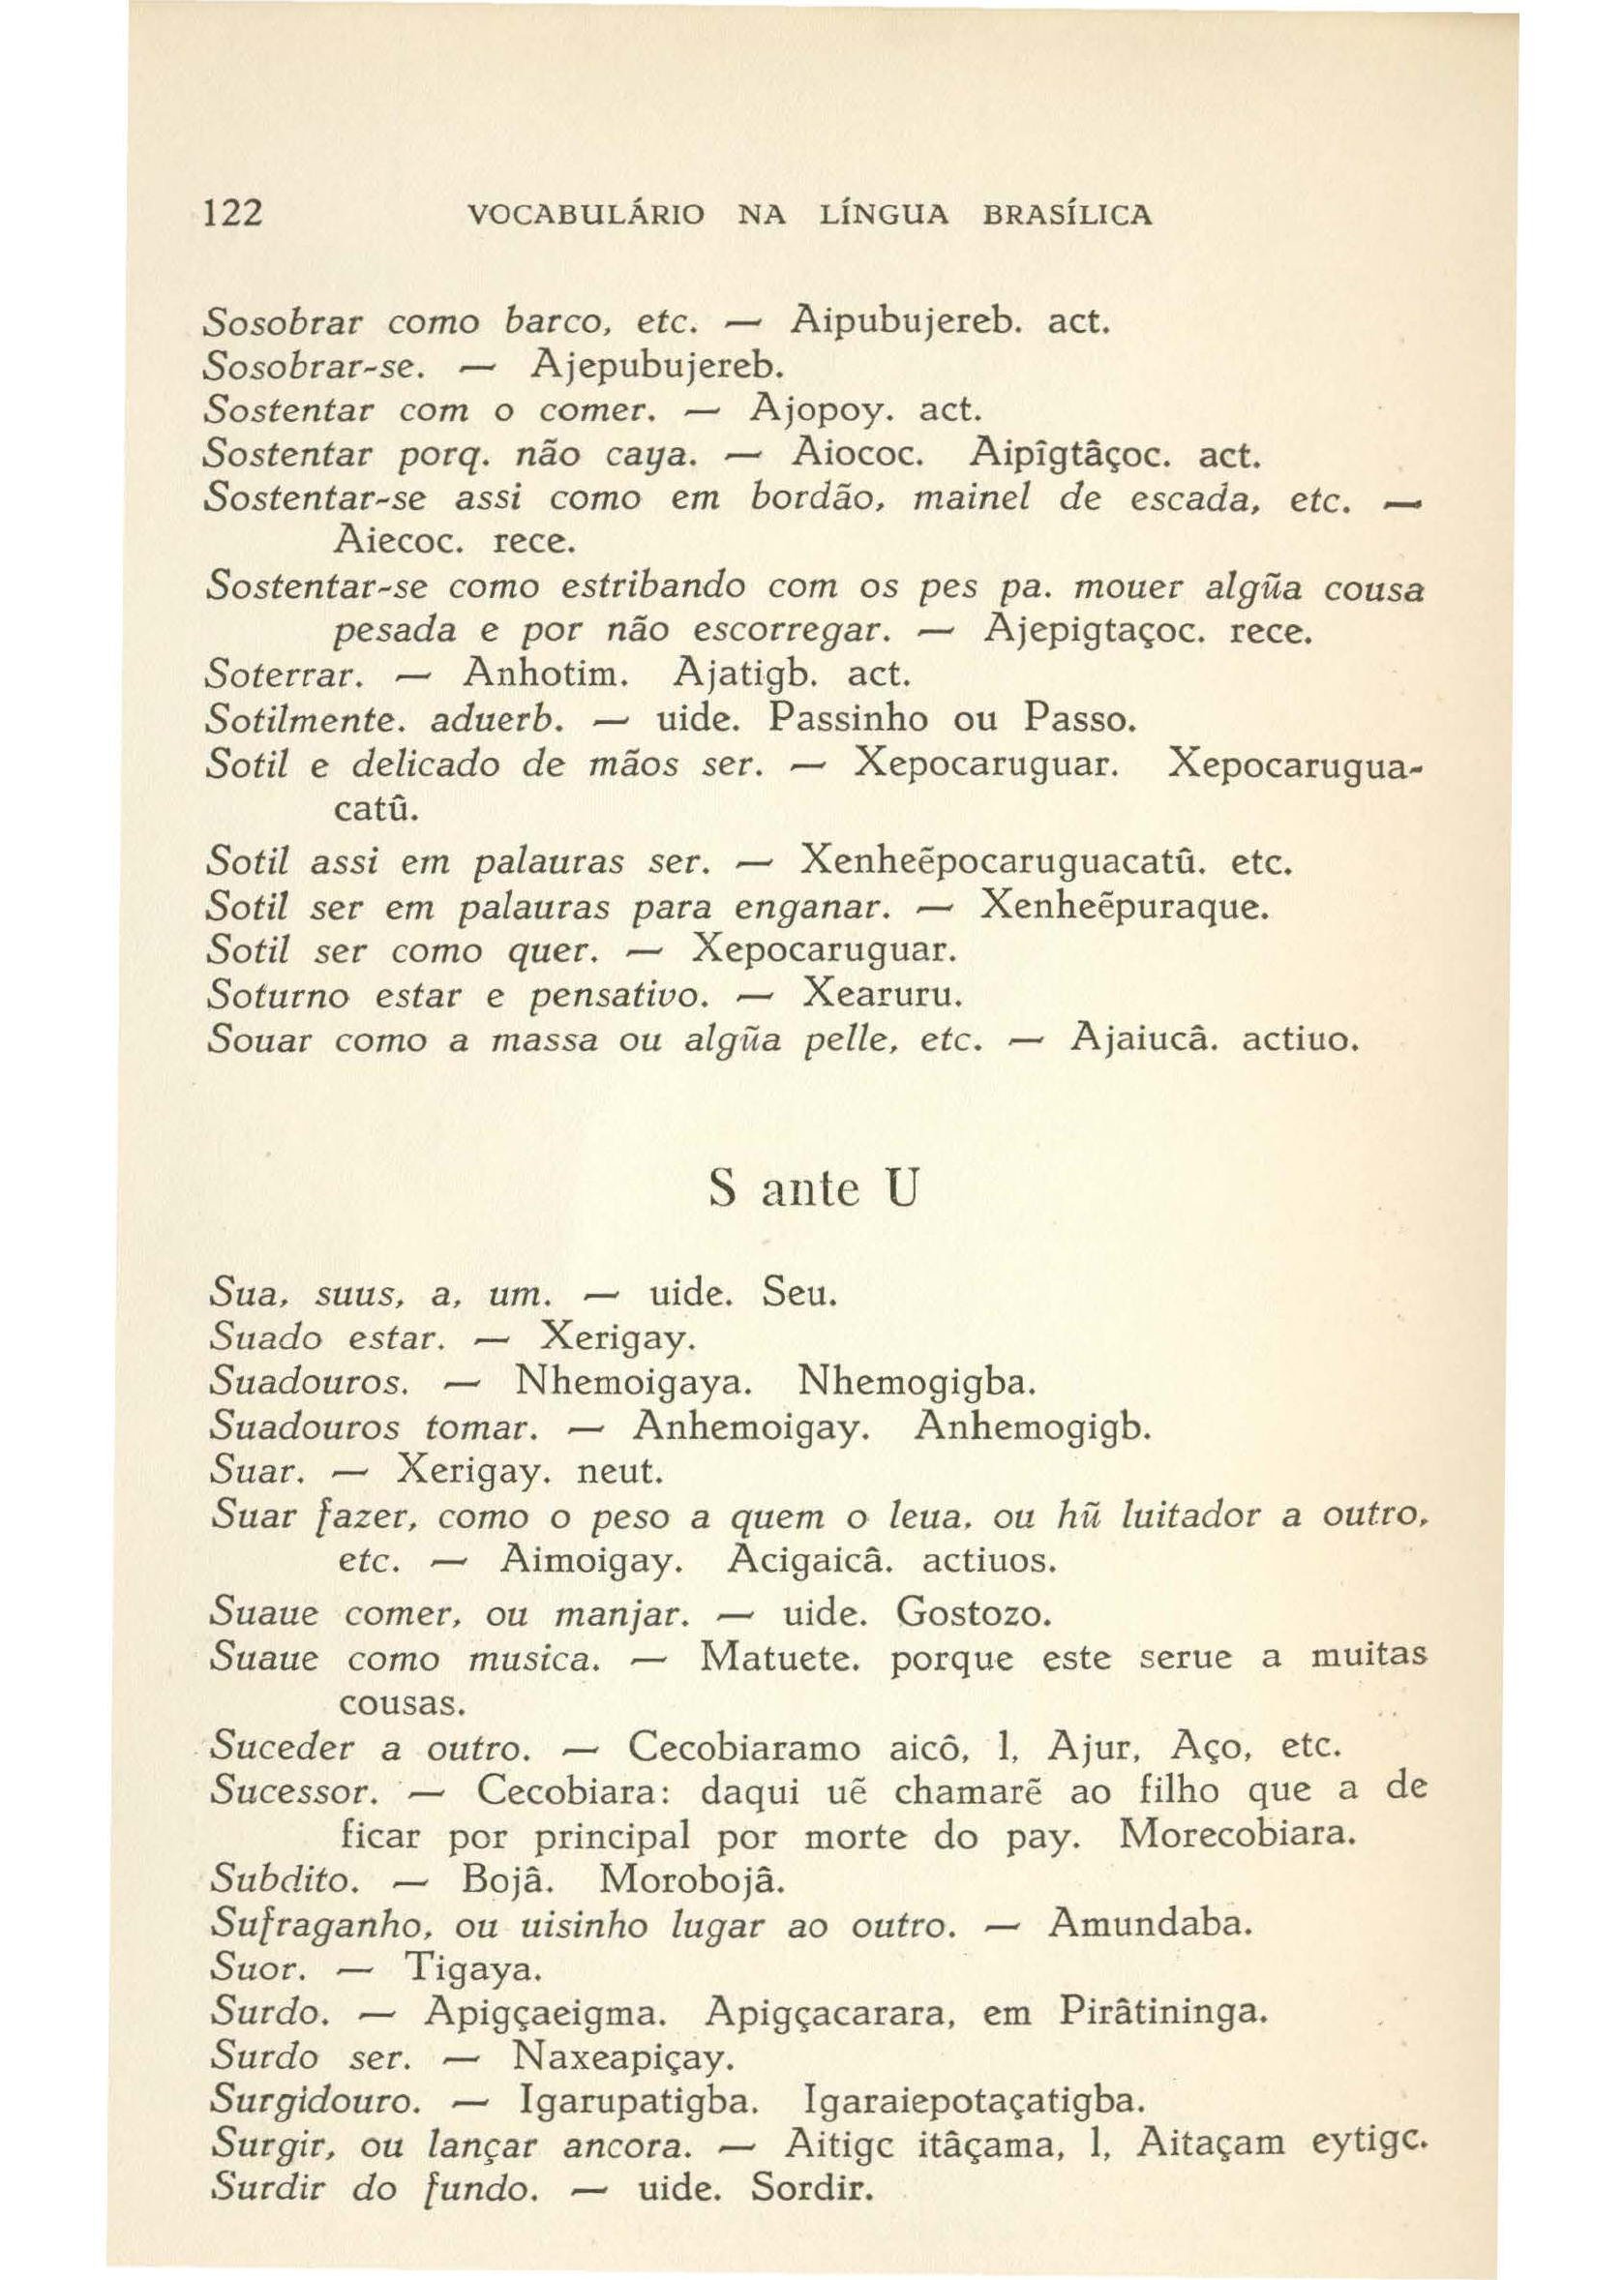 122 VOCABULÁRIO NA LÍNGUA BRASÍLICA
Sosobrar como barco, etc. — Aipubujereb. act.
Sosobrar-se. — Ajepubujereb.
Sostentar com o comer. — Ajopoy. act.
Sostentar porq. não caya. — Aiococ. Aipîgtâçoc. act.
Sostentar-se assi como em bordão, mainel de escada, etc. —
Aiecoc. rece.
Sostentar-se como estribando com os pes pa. mouer algũa cousa
pesada e por não escorregar. — Ajepigtaçoc. rece.
Soterrar. — Anhotim. Ajatigb. act.
Sotilmente. aduerb. — uide. Passinho ou Passo.
Sotil e delicado de mãos ser. — Xepocaruguar. Xepocarugua-
catû.
Sotil assi em palauras ser. — Xenheẽpocaruguacatû. etc.
Sotil ser em palauras para enganar. — Xenheẽpuraque.
Sotil ser como quer. — Xepocaruguar.
Soturno estar e pensativo. — Xearuru.
Souar como a massa ou algũa pelle, etc. — Ajaiucâ. actiuo.
S ante U
Sua, suus, a, um. — uide. Seu.
Suado estar. — Xerigay.
Suadouros. — Nhemoigaya. Nhemogigba.
Suadouros tomar. — Anhemoigay. Anhemogigb.
Suar. — Xerigay. neut.
Suar fazer, como o peso a quem o leua, ou hũ luitador a outro,
etc. — Aimoigay. Acigaicâ. actiuos.
Suaue comer, ou manjar. — uide. Gostozo.
Suaue como musica. — Matuete. porque este serue a muitas
cousas.
Suceder a outro. — Cecobiaramo aicô, l, Ajur, Aço, etc.
Sucessor. — Cecobiara: daqui uẽ chamarẽ ao filho que a de
ficar por principal por morte do pay. Morecobiara.
Subdito. — Bojâ. Morobojâ.
Sufraganho, ou uisinho lugar ao outro. — Amundaba.
Suor. — Tigaya.
Surdo. — Apigçaeigma. Apigçacarara, em Pirâtininga.
Surdo ser. — Naxeapiçay.
Surgidouro. — Igarupatigba. Igaraiepotaçatigba.
Surgir, ou lançar ancora. — Aitigc itâçama, l, Aitaçam eytigc.
Surdir do fundo. — uide. Sordir.